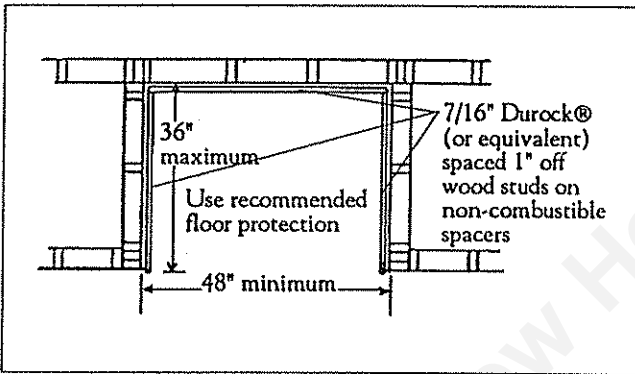 36"
maximum
Use recommended
floor protection
48" minimum
7/16" Durock®
(or equivalent)
spaced 1" off
wood studs on
non-combustible
spacers